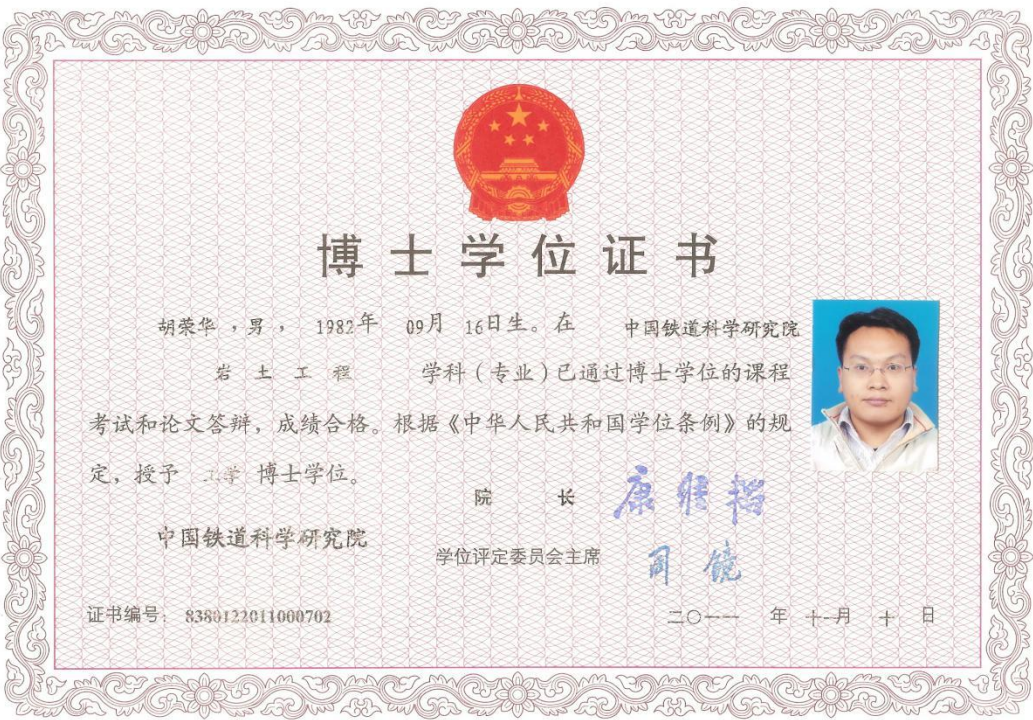 博士学位证书
胡荣华，男， 1982年 09月 16日生。在 中国铁道科学研究院
岩土工程 学科（专业）已通过博士学位的课程
考试和论文答辩，成绩合格。根据《中华人民共和国学位条例》的规
定，授予 工学 博士学位。
院 长
中国铁道科学研究院
学位评定委员会主席
证书编号： 8380122011000702
二〇一一 年 十一月 十 日